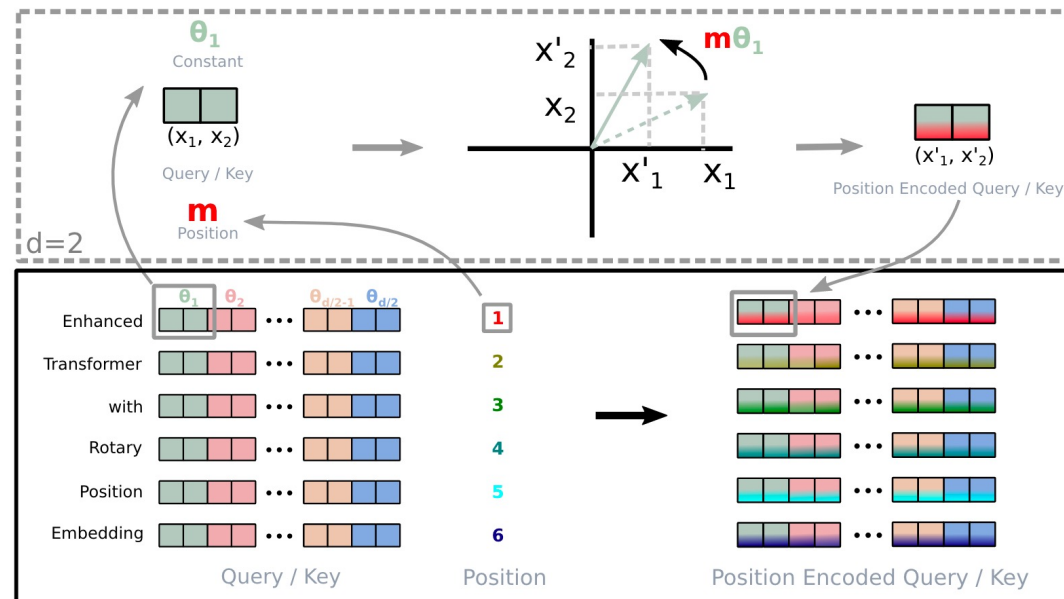 θ₁
Constant
(x₁, x₂)
Query / Key
m
Position
d=2
x'₂
x₂
x'₁
x₁
mθ₁
(x'₁, x'₂)
Position Encoded Query / Key
θ₁ θ₂ θd/2-1 θd/2
Enhanced ••• 1 •••
Transformer ••• 2 •••
with ••• 3 •••
Rotary ••• 4 •••
Position ••• 5 •••
Embedding ••• 6 •••
Query / Key Position Position Encoded Query / Key